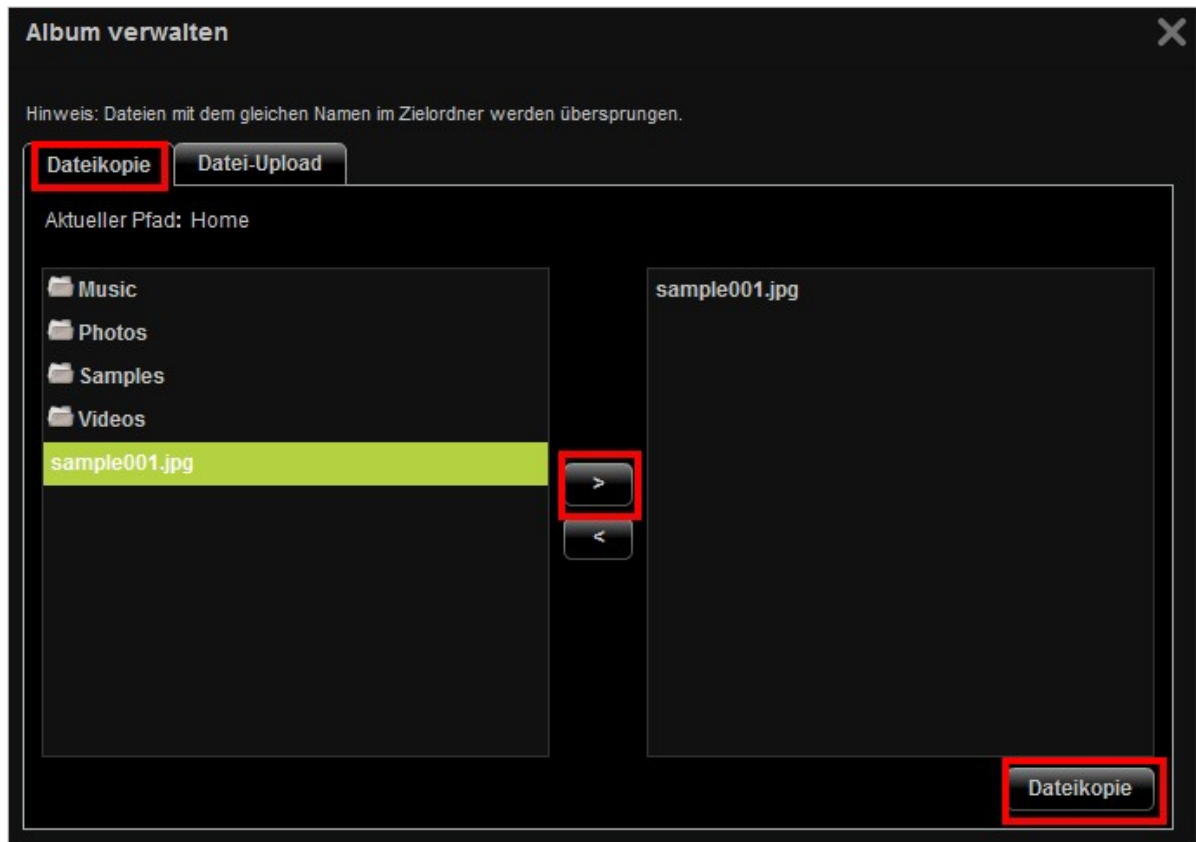 Album verwalten
Hinweis: Dateien mit dem gleichen Namen im Zielordner werden übersprungen.
Dateikopie Datei-Upload
Aktueller Pfad: Home
Music
Photos
Samples
Videos
sample001.jpg
>
<
sample001.jpg
Dateikopie